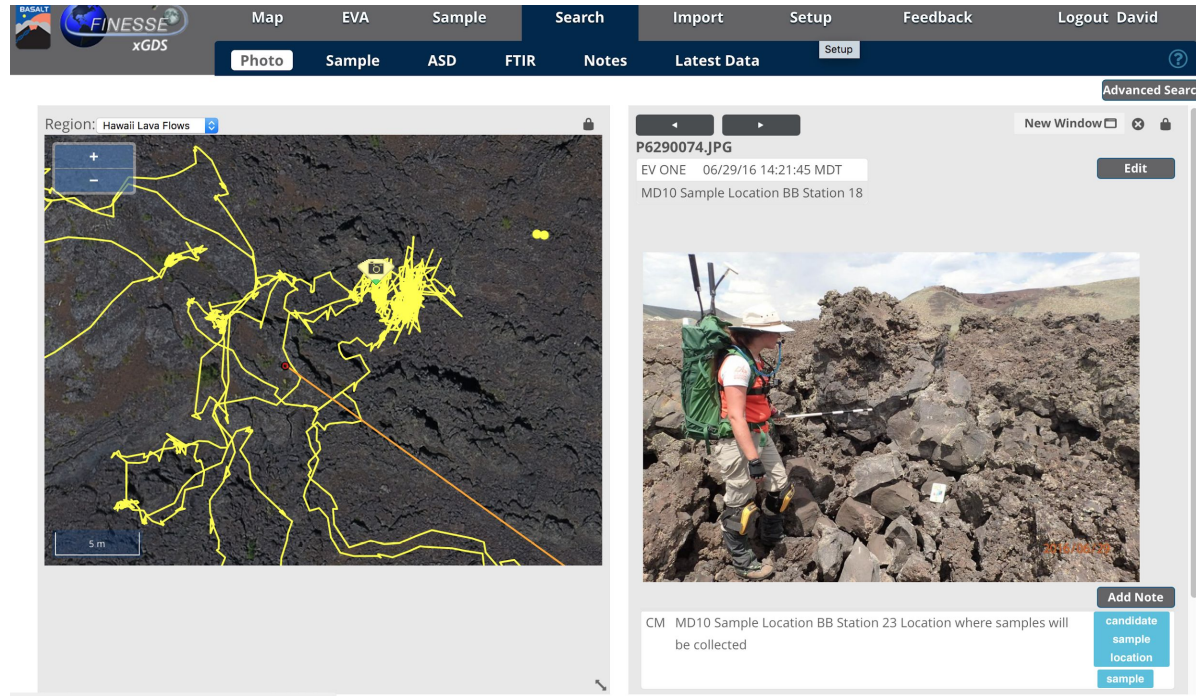 BASALT
FINESSE
xGDS
Map EVA Sample Search Import Setup Feedback Logout David
Photo Sample ASD FTIR Notes Latest Data Setup ?
Advanced Searc
Region: Hawaii Lava Flows
+
−
5 m
New Window
P6290074.JPG
EV ONE 06/29/16 14:21:45 MDT
Edit
MD10 Sample Location BB Station 18
Add Note
CM MD10 Sample Location BB Station 23 Location where samples will
be collected
candidate
sample
location
sample